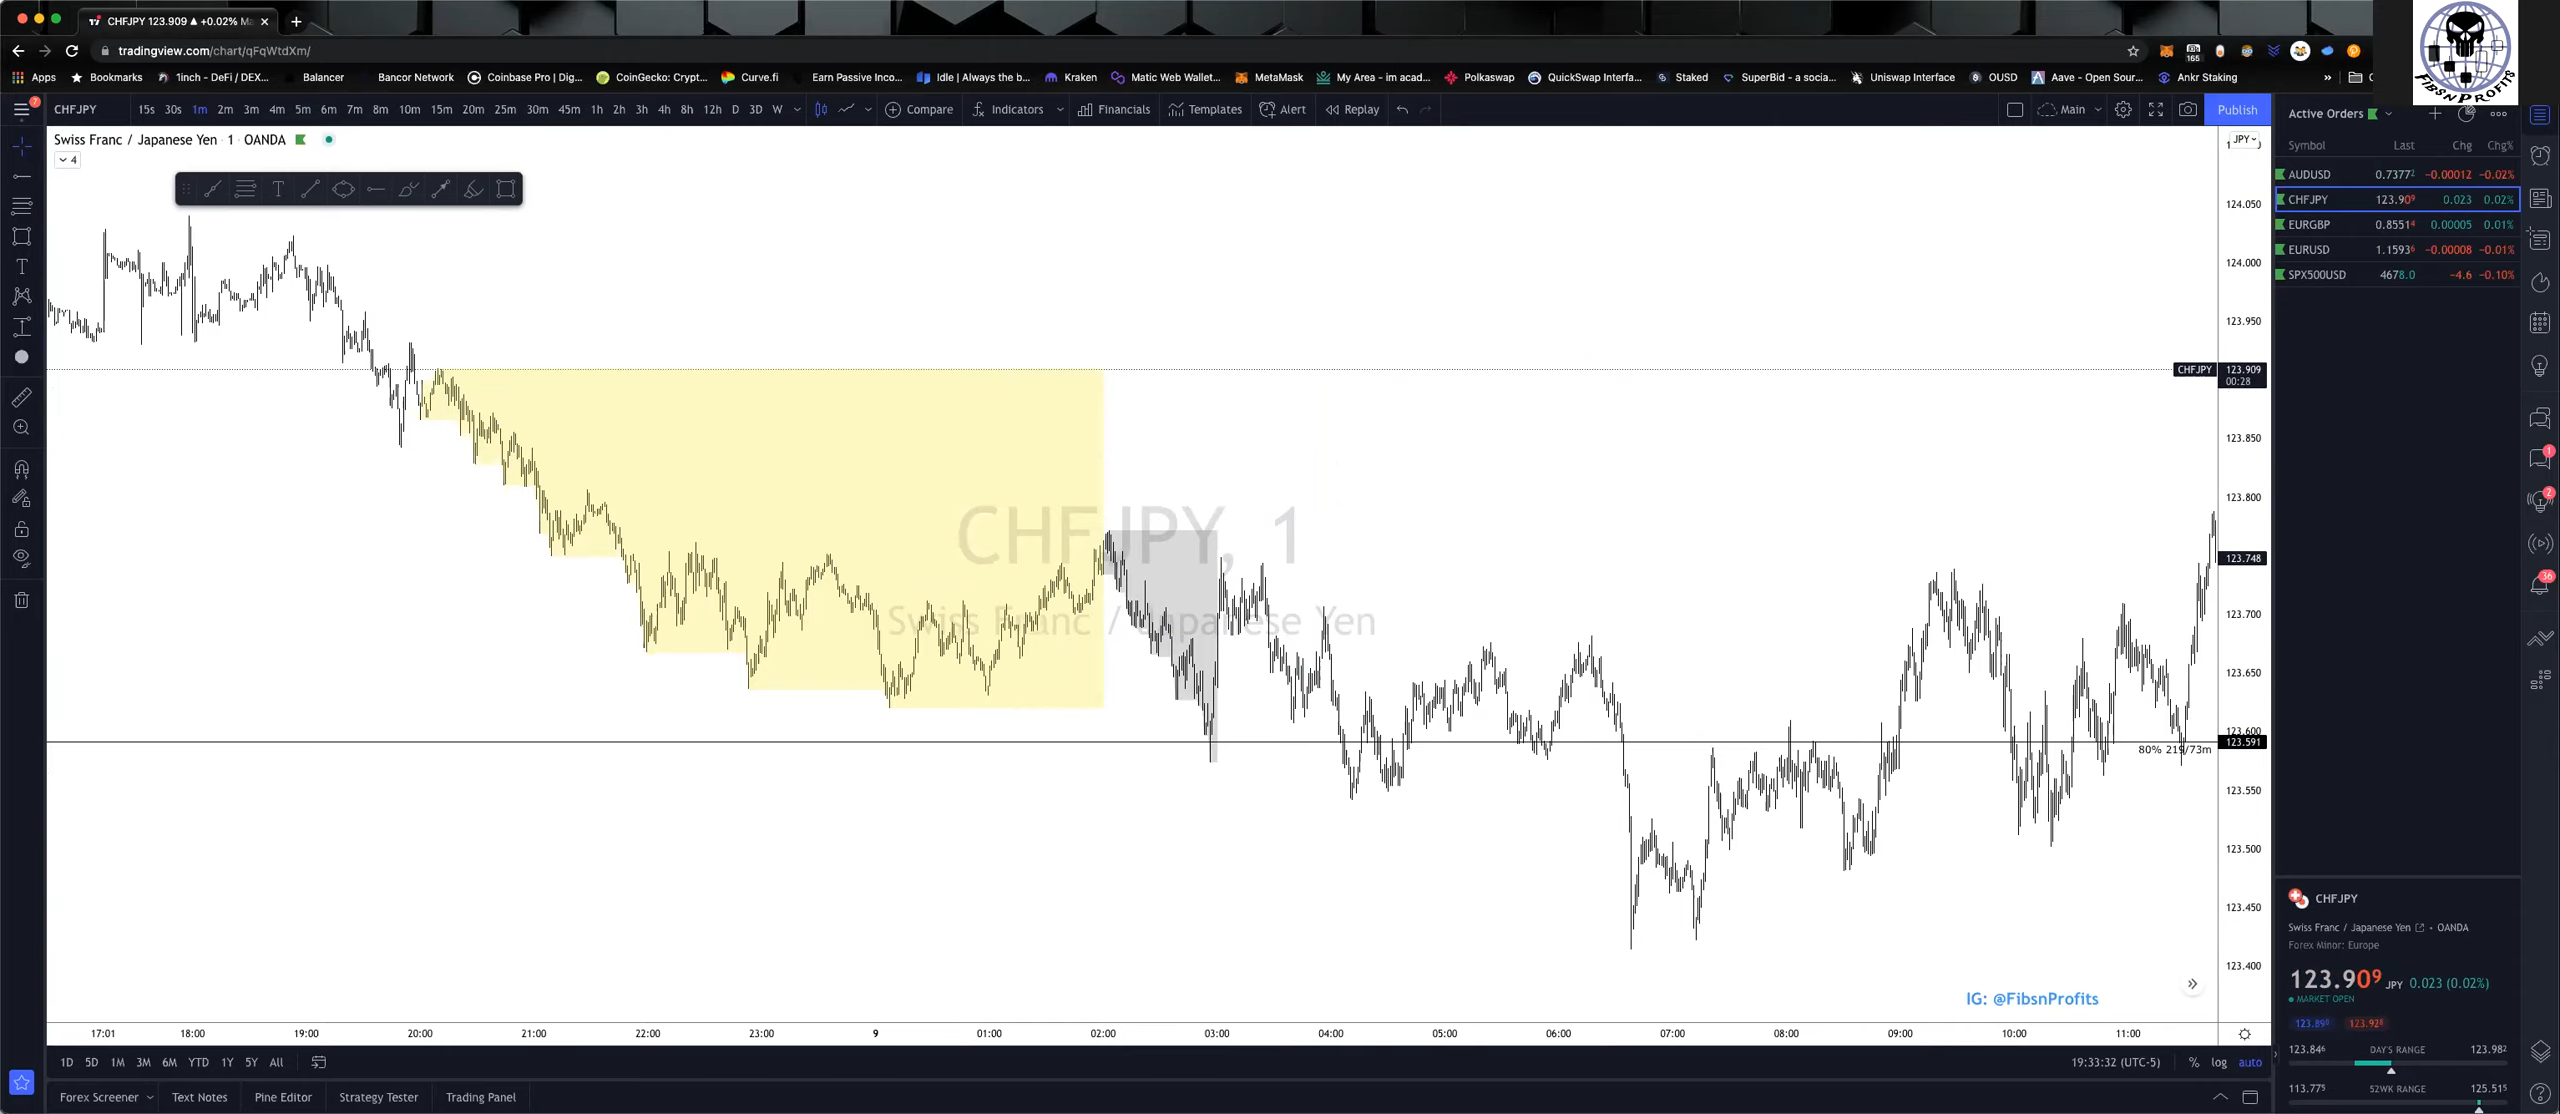 CHFJPY 123.909 ▲ +0.02% Ma
tradingview.com/chart/qFqWtdXm/
165
Apps Bookmarks 1inch - DeFi / DEX... Balancer Bancor Network Coinbase Pro | Dig... CoinGecko: Crypt... Curve.fi Earn Passive Inco... Idle | Always the b... Kraken Matic Web Wallet... MetaMask My Area - im acad... Polkaswap QuickSwap Interfa... Staked SuperBid - a socia... Uniswap Interface OUSD Aave - Open Sour... Ankr Staking »
FIBSNPROFITS
7
CHFJPY 15s 30s 1m 2m 3m 4m 5m 6m 7m 8m 10m 15m 20m 25m 30m 45m 1h 2h 3h 4h 8h 12h D 3D W Compare Indicators Financials Templates Alert Replay Main Publish
Swiss Franc / Japanese Yen · 1 · OANDA
4
JPY
124.050
124.000
123.950
CHFJPY 123.909
00:28
123.850
123.800
123.748
123.700
123.650
123.600
123.591
80% 219/73m
123.550
123.500
123.450
123.400
CHFJPY, 1
Swiss Franc / Japanese Yen
IG: @FibsnProfits
17:01 18:00 19:00 20:00 21:00 22:00 23:00 9 01:00 02:00 03:00 04:00 05:00 06:00 07:00 08:00 09:00 10:00 11:00
1D 5D 1M 3M 6M YTD 1Y 5Y All 19:33:32 (UTC-5) % log auto
Forex Screener Text Notes Pine Editor Strategy Tester Trading Panel
Active Orders
Symbol Last Chg Chg%
AUDUSD 0.73772 −0.00012 −0.02%
CHFJPY 123.909 0.023 0.02%
EURGBP 0.85514 0.00005 0.01%
EURUSD 1.15936 −0.00008 −0.01%
SPX500USD 4678.0 −4.6 −0.10%
1
2
36
CHFJPY
Swiss Franc / Japanese Yen · OANDA
Forex Minor: Europe
123.909 JPY 0.023 (0.02%)
MARKET OPEN
123.846 DAY'S RANGE 123.982
113.775 52WK RANGE 125.515